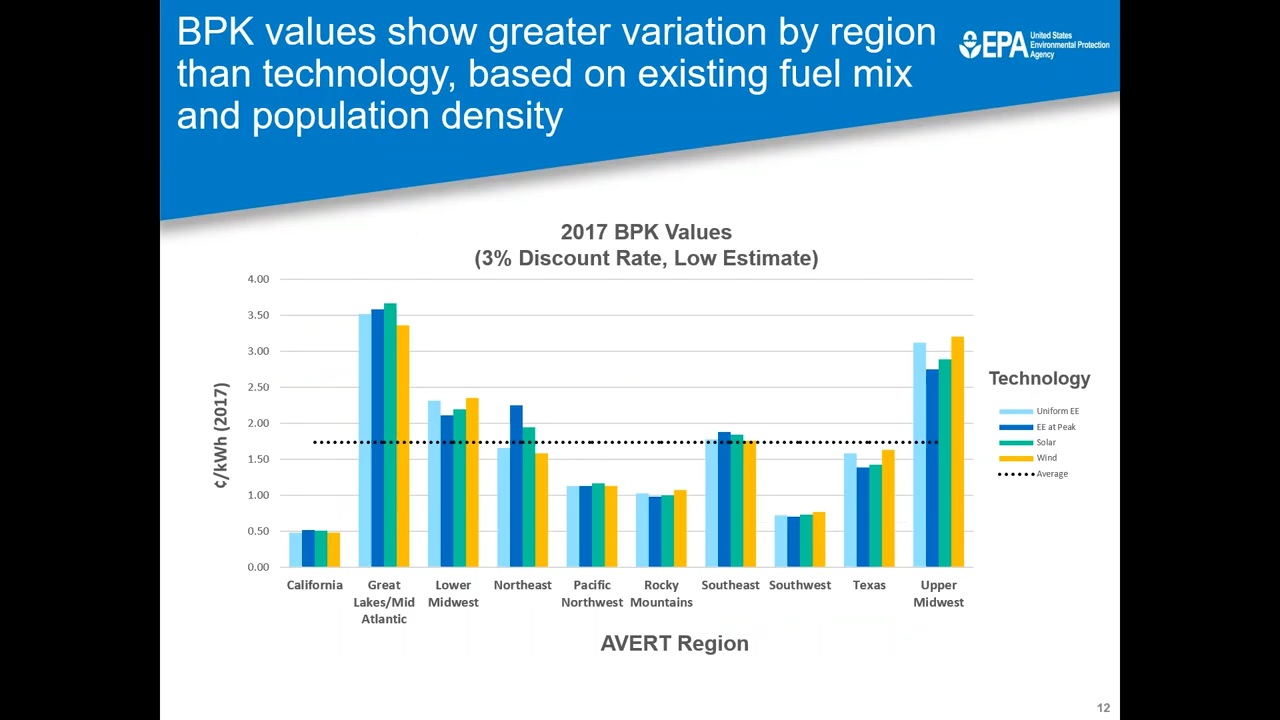 BPK values show greater variation by region
than technology, based on existing fuel mix
and population density
EPA
United States
Environmental Protection
Agency
2017 BPK Values
(3% Discount Rate, Low Estimate)
¢/kWh (2017)
4.00
3.50
3.00
2.50
2.00
1.50
1.00
0.50
0.00
California
Great
Lakes/Mid
Atlantic
Lower
Midwest
Northeast
Pacific
Northwest
Rocky
Mountains
Southeast
Southwest
Texas
Upper
Midwest
AVERT Region
Technology
Uniform EE
EE at Peak
Solar
Wind
Average
12